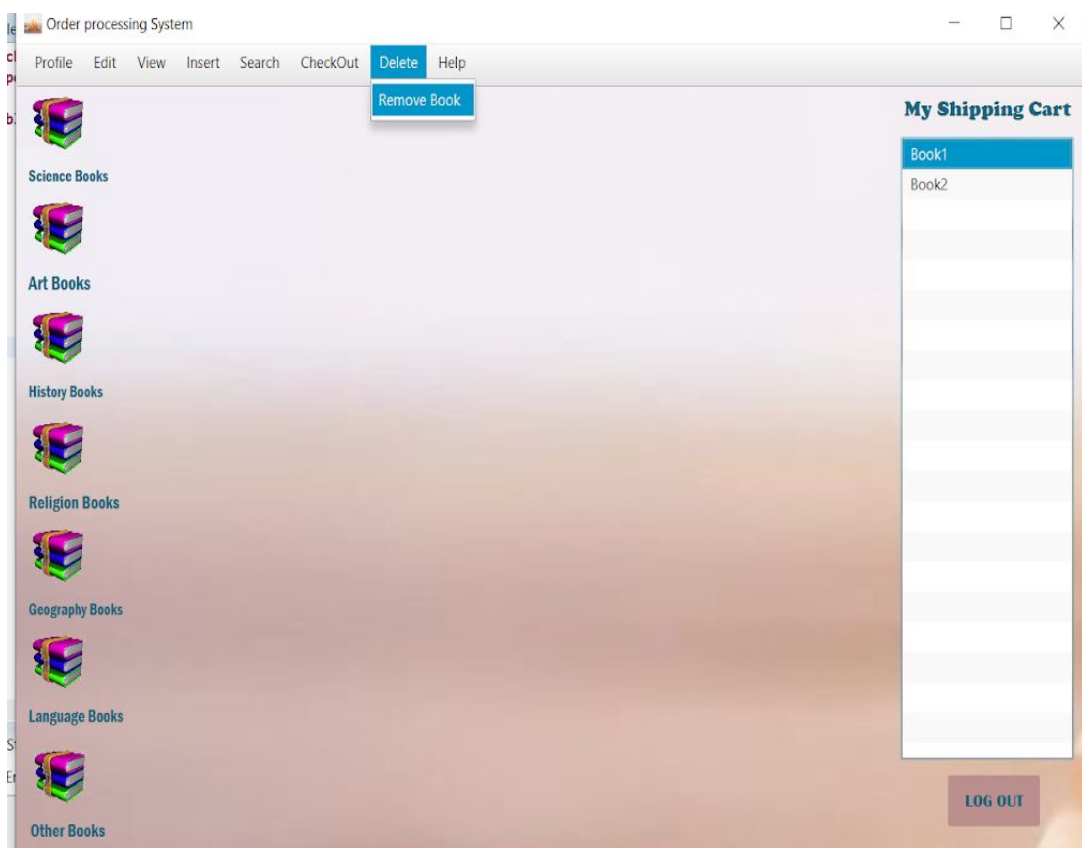 Order processing System
Profile Edit View Insert Search CheckOut Delete Help
Remove Book
My Shipping Cart
Book1
Book2
Science Books
Art Books
History Books
Religion Books
Geography Books
Language Books
Other Books
LOG OUT